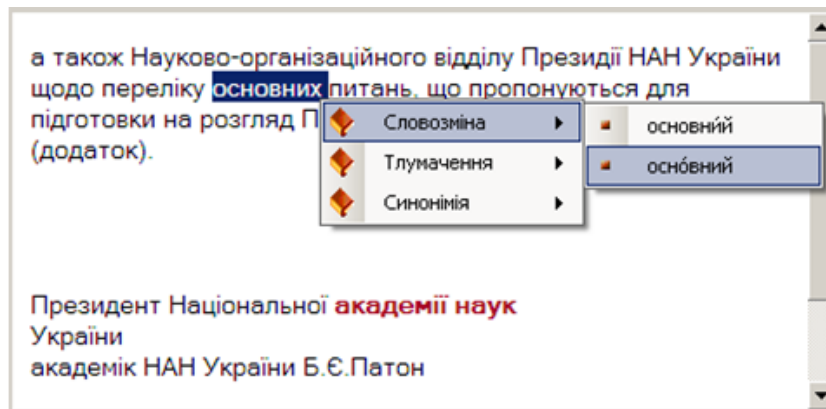 а також Науково-організаційного відділу Президії НАН України
щодо переліку основних питань, що пропонуються для
підготовки на розгляд П
(додаток).
Словозміна
Тлумачення
Синонімія
основни́й
осно́вний
Президент Національної академії наук
України
академік НАН України Б.Є.Патон